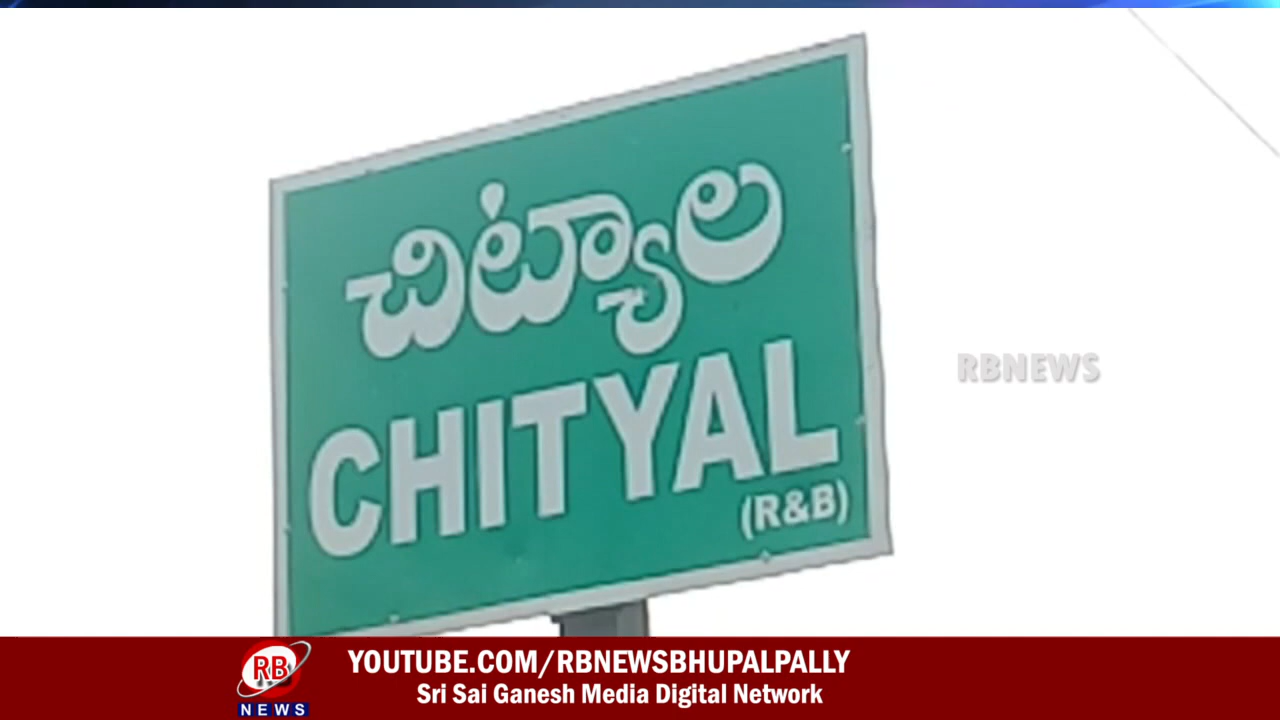 చిట్యాల
CHITYAL
(R&B)
RBNEWS
RB
NEWS
YOUTUBE.COM/RBNEWSBHUPALPALLY
Sri Sai Ganesh Media Digital Network